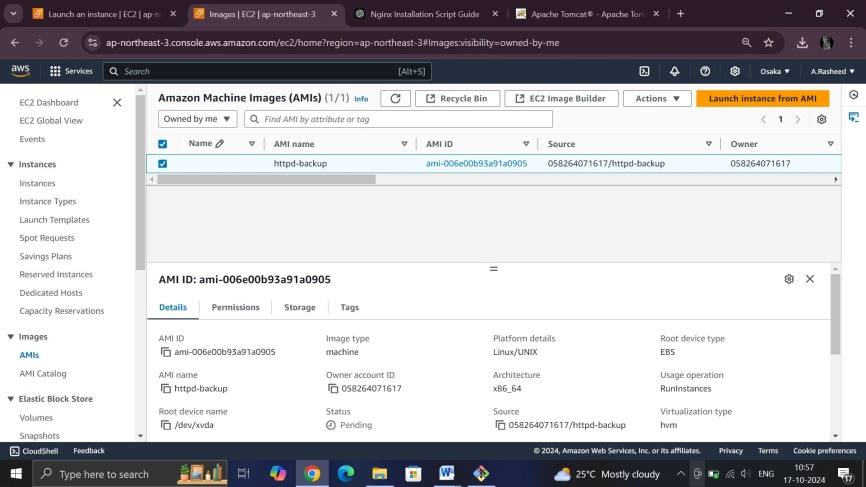 Launch an instance | EC2 | ap-n
Images | EC2 | ap-northeast-3
Nginx Installation Script Guide
Apache Tomcat® - Apache Tom
ap-northeast-3.console.aws.amazon.com/ec2/home?region=ap-northeast-3#Images:visibility=owned-by-me
aws
Services
Search
[Alt+S]
Osaka
A.Rasheed
EC2 Dashboard
EC2 Global View
Events
Instances
Instances
Instance Types
Launch Templates
Spot Requests
Savings Plans
Reserved Instances
Dedicated Hosts
Capacity Reservations
Images
AMIs
AMI Catalog
Elastic Block Store
Volumes
Snapshots
Amazon Machine Images (AMIs) (1/1) Info
Recycle Bin
EC2 Image Builder
Actions
Launch instance from AMI
Owned by me
Find AMI by attribute or tag
1
Name AMI name AMI ID Source Owner
httpd-backup ami-006e00b93a91a0905 058264071617/httpd-backup 058264071617
AMI ID: ami-006e00b93a91a0905
Details Permissions Storage Tags
AMI ID Image type Platform details Root device type
ami-006e00b93a91a0905 machine Linux/UNIX EBS
AMI name Owner account ID Architecture Usage operation
httpd-backup 058264071617 x86_64 RunInstances
Root device name Status Source Virtualization type
/dev/xvda Pending 058264071617/httpd-backup hvm
CloudShell Feedback © 2024, Amazon Web Services, Inc. or its affiliates. Privacy Terms Cookie preferences
Type here to search
25°C Mostly cloudy
ENG
10:57
17-10-2024
17